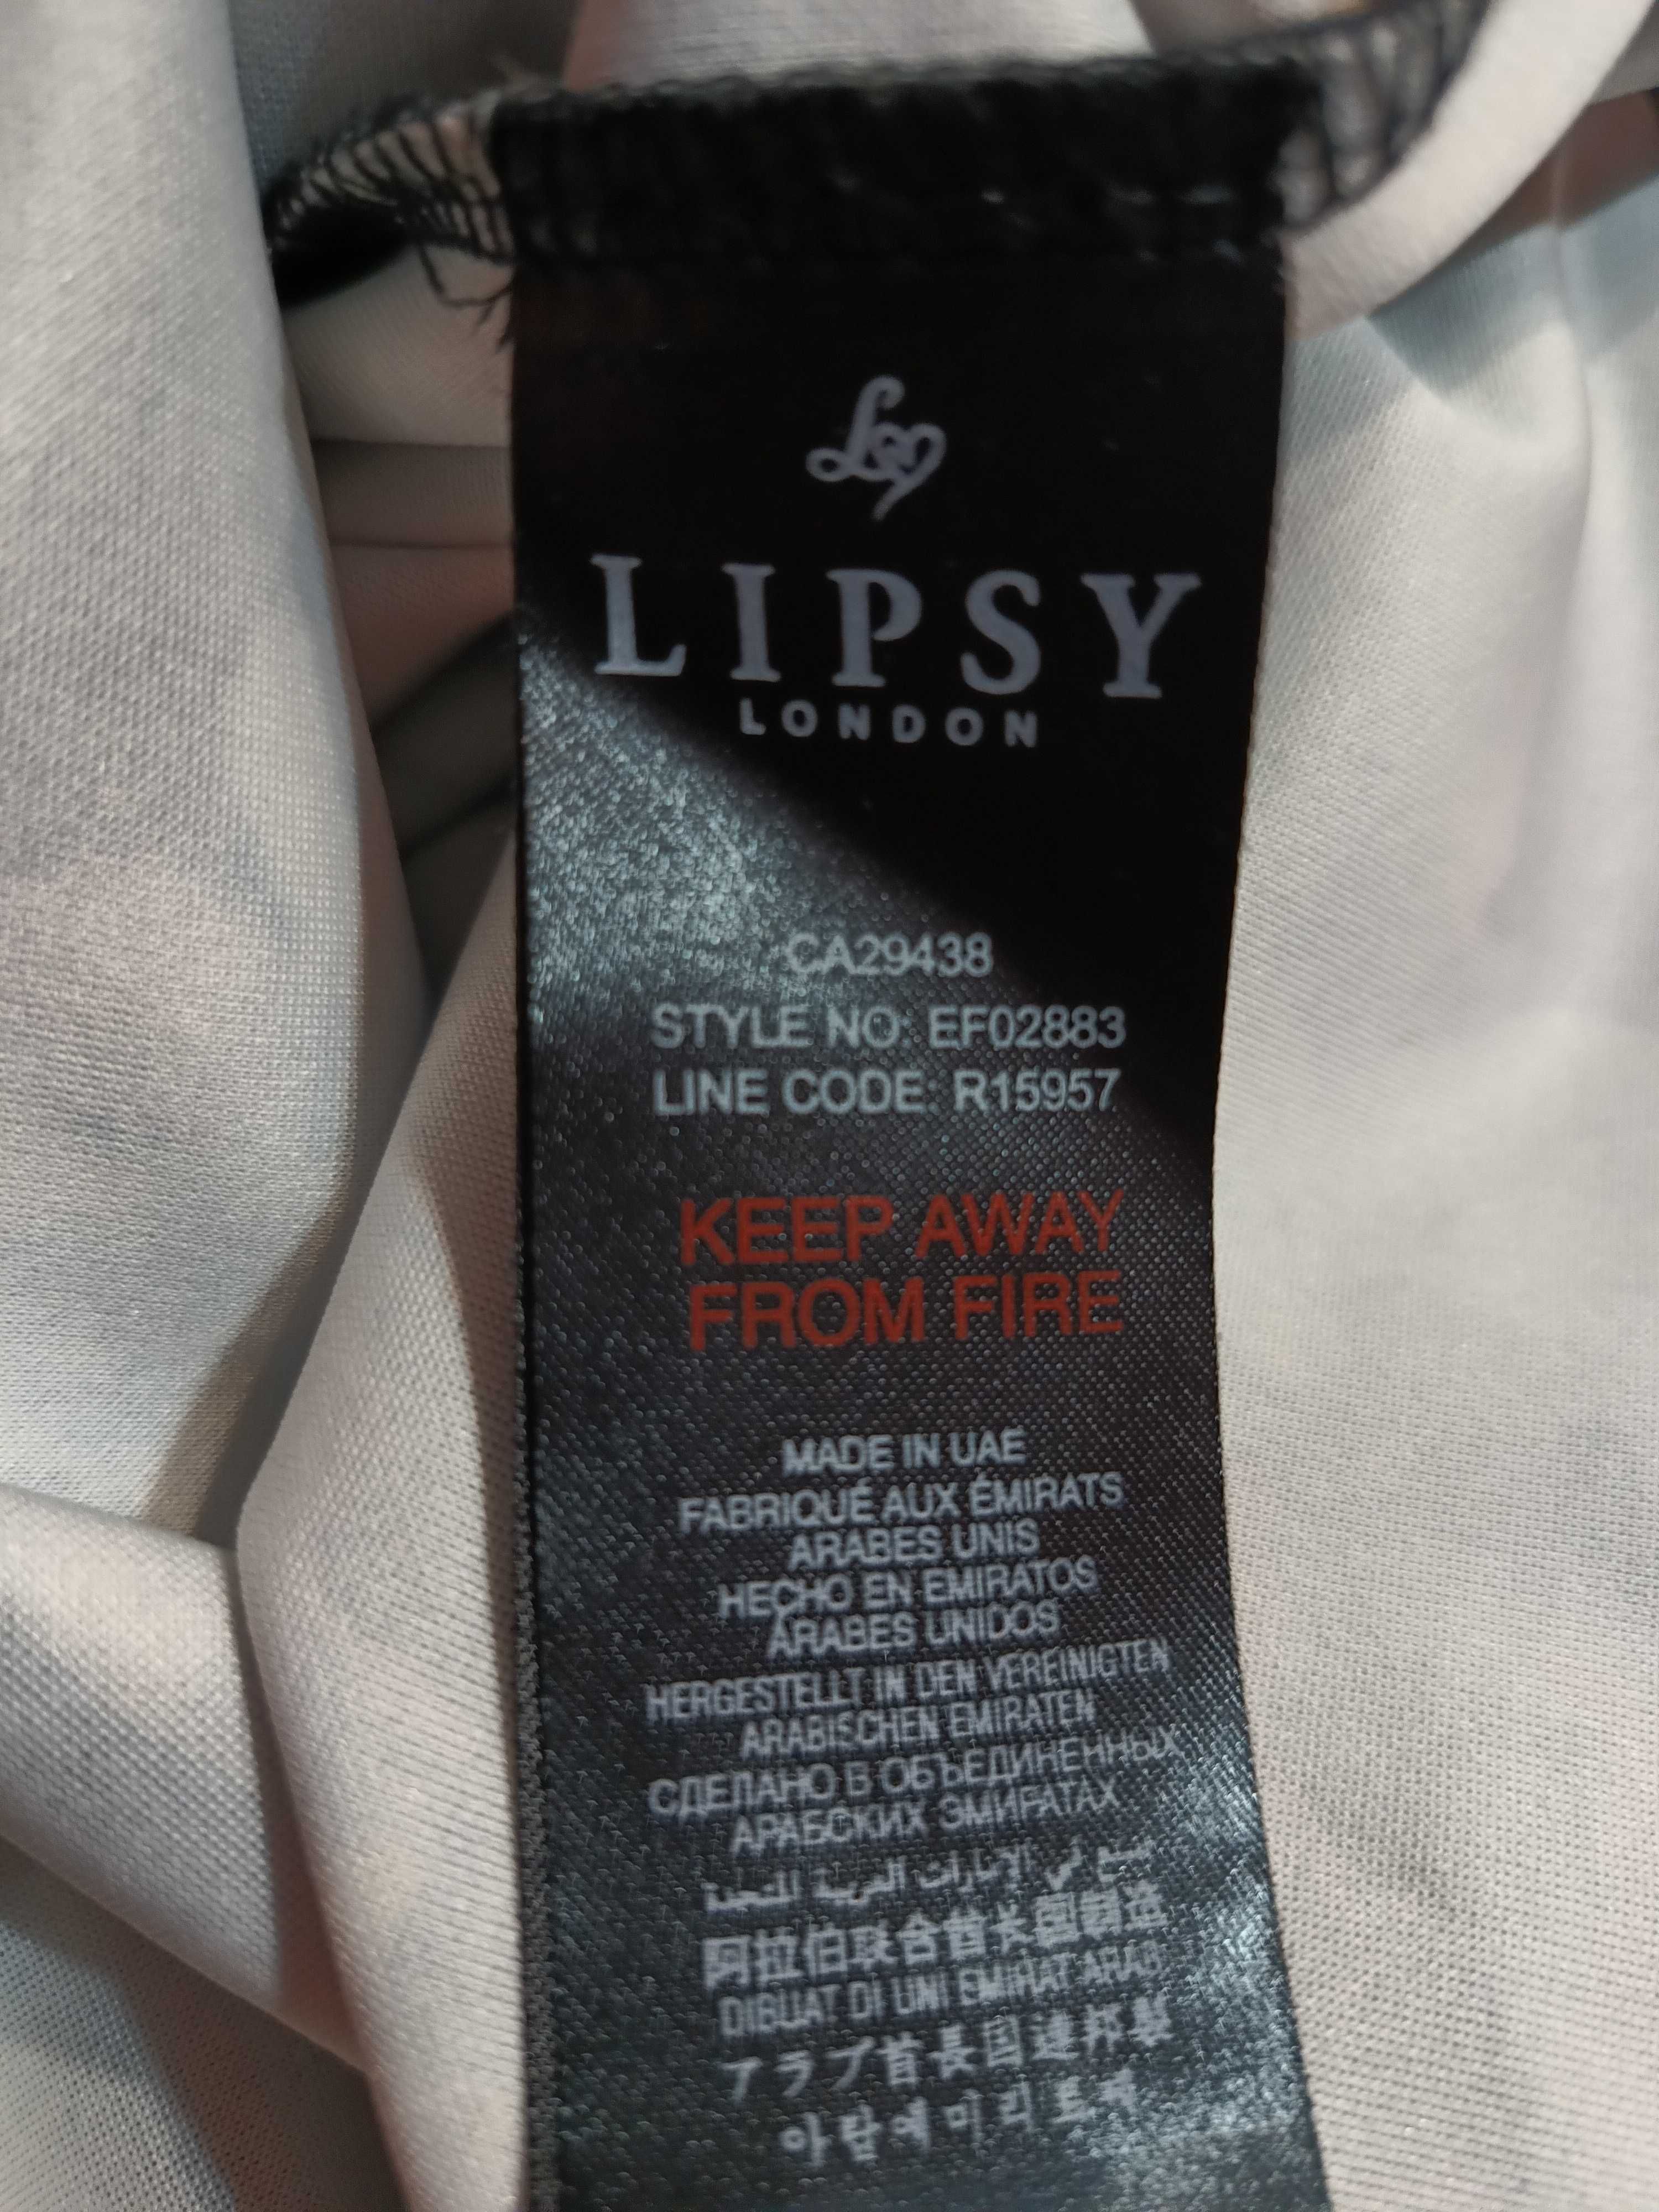 LIPSY
LONDON
CA29438
STYLE NO: EF02883
LINE CODE: R15957
KEEP AWAY
FROM FIRE
MADE IN UAE
FABRIQUÉ AUX ÉMIRATS
ARABES UNIS
HECHO EN EMIRATOS
ÁRABES UNIDOS
HERGESTELLT IN DEN VEREINIGTEN
ARABISCHEN EMIRATEN
СДЕЛАНО В ОБЪЕДИНЕННЫХ
АРАБСКИХ ЭМИРАТАХ
阿拉伯联合酋长国制造
DIBUAT DI UNI EMIRAT ARAB
アラブ首長国連邦製
아랍에미리트